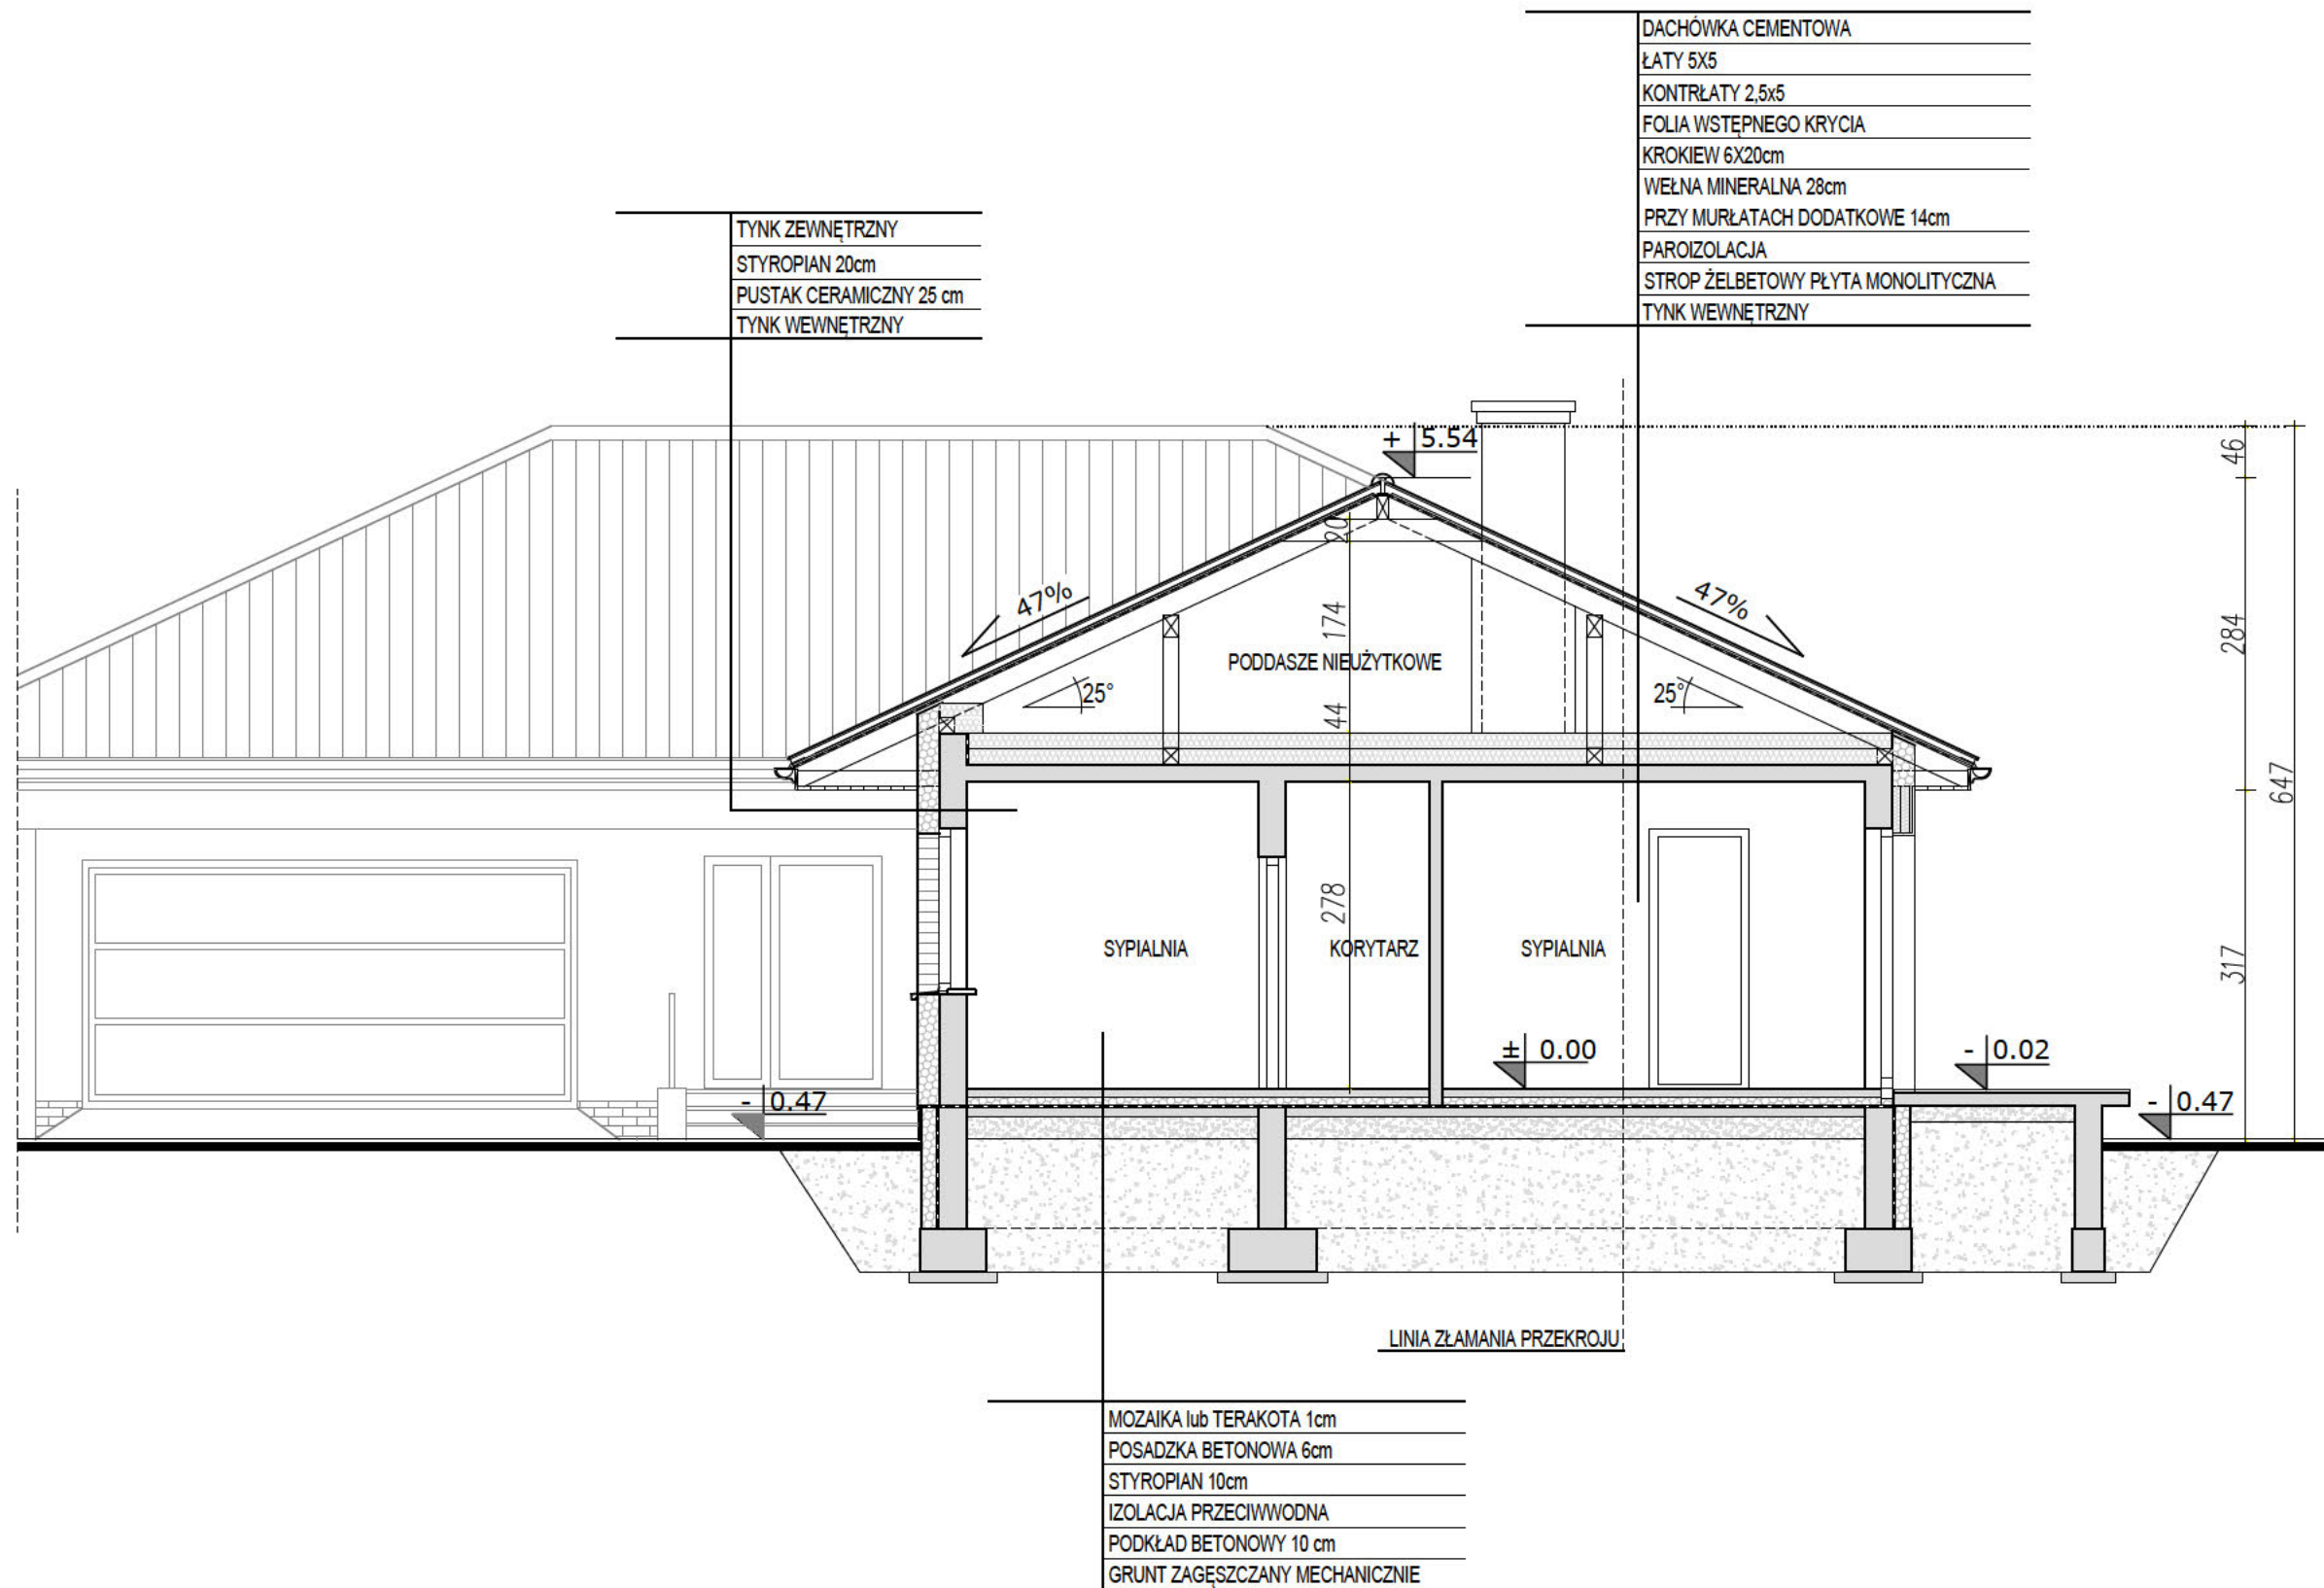 DACHÓWKA CEMENTOWA
ŁATY 5X5
KONTRŁATY 2,5x5
FOLIA WSTĘPNEGO KRYCIA
KROKIEW 6X20cm
WEŁNA MINERALNA 28cm
PRZY MURŁATACH DODATKOWE 14cm
PAROIZOLACJA
STROP ŻELBETOWY PŁYTA MONOLITYCZNA
TYNK WEWNĘTRZNY
TYNK ZEWNĘTRZNY
STYROPIAN 20cm
PUSTAK CERAMICZNY 25 cm
TYNK WEWNĘTRZNY
+ 5.54
46
20
47%
47%
174
284
PODDASZE NIEUŻYTKOWE
25°
25°
44
647
278
SYPIALNIA
KORYTARZ
SYPIALNIA
317
± 0.00
- 0.02
- 0.47
- 0.47
LINIA ZŁAMANIA PRZEKROJU
MOZAIKA lub TERAKOTA 1cm
POSADZKA BETONOWA 6cm
STYROPIAN 10cm
IZOLACJA PRZECIWWODNA
PODKŁAD BETONOWY 10 cm
GRUNT ZAGĘSZCZANY MECHANICZNIE